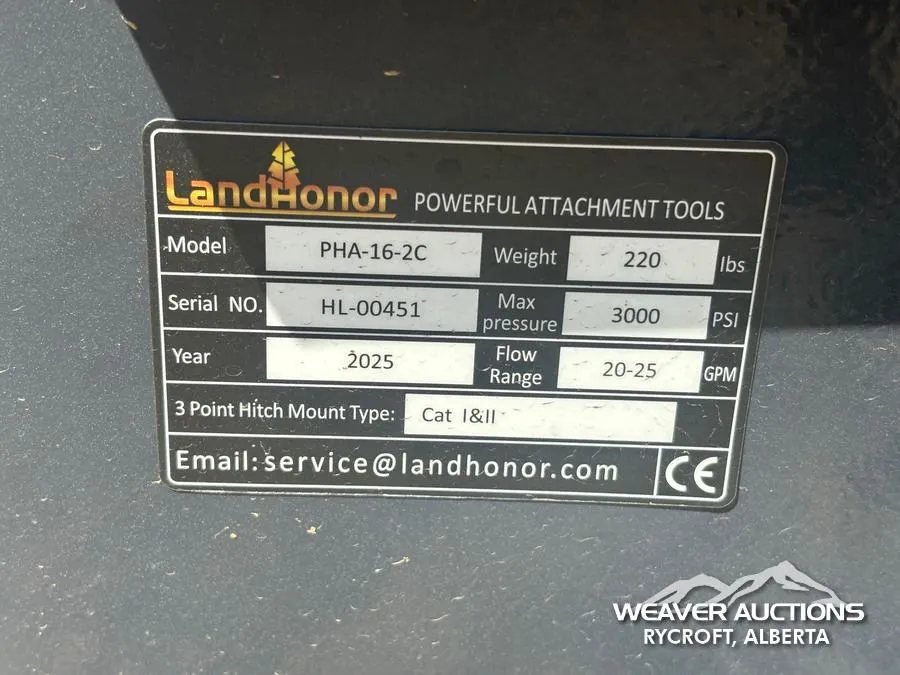 LandHonor POWERFUL ATTACHMENT TOOLS
Model PHA-16-2C Weight 220 lbs
Serial NO. HL-00451 Max pressure 3000 PSI
Year 2025 Flow Range 20-25 GPM
3 Point Hitch Mount Type: Cat I&II
Email:service@landhonor.com CE
WEAVER AUCTIONS
RYCROFT, ALBERTA